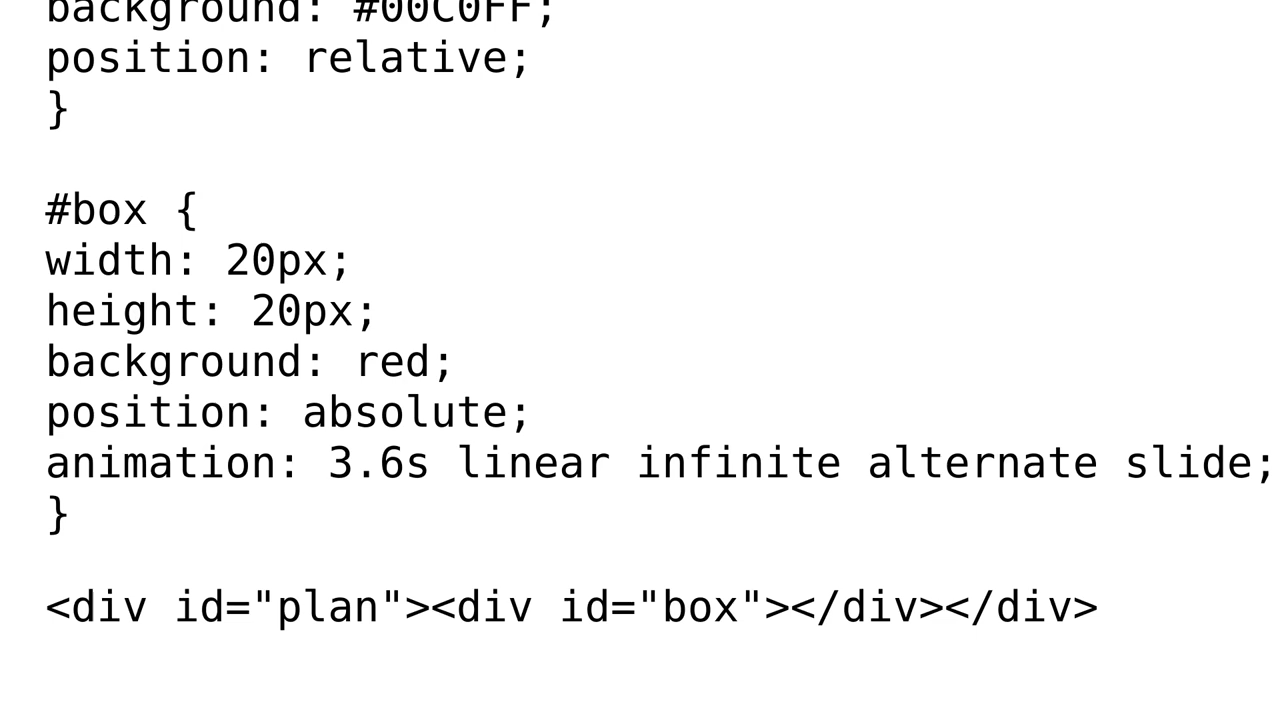 background: #00C0FF;
position: relative;
}
#box {
width: 20px;
height: 20px;
background: red;
position: absolute;
animation: 3.6s linear infinite alternate slide;
}
<div id="plan"><div id="box"></div></div>